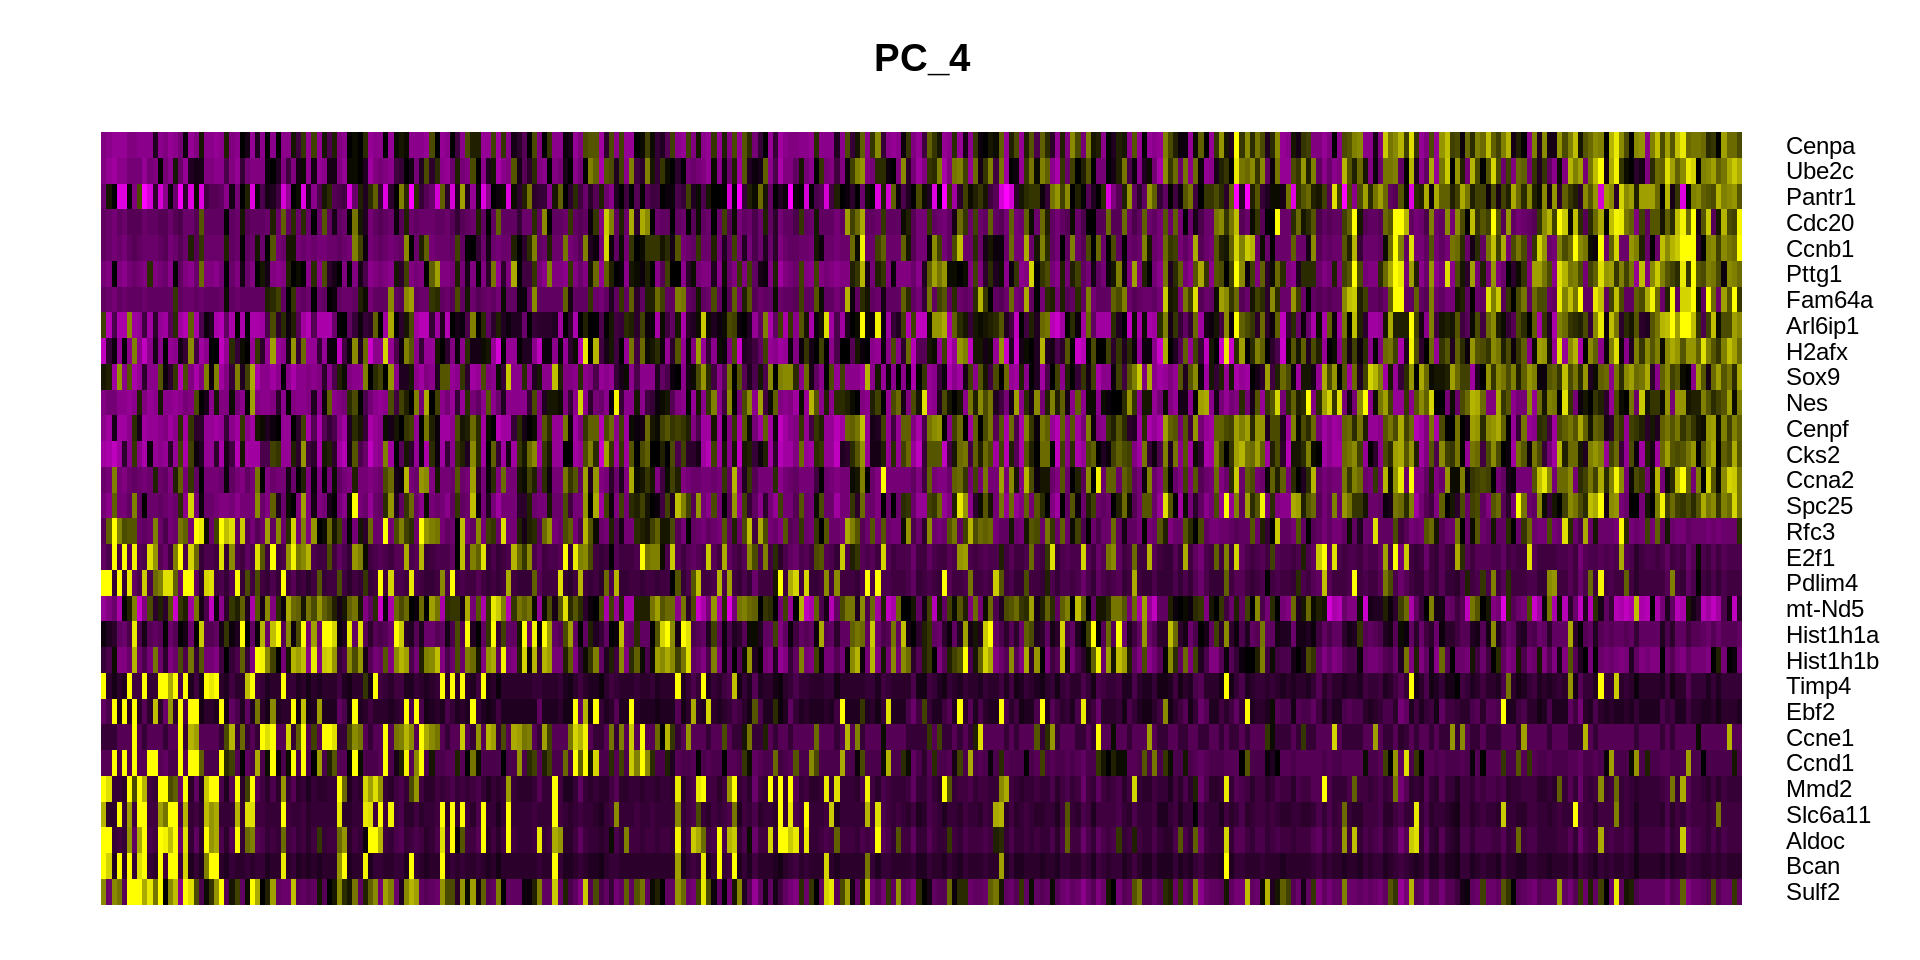 PC_4
Cenpa
Ube2c
Pantr1
Cdc20
Ccnb1
Pttg1
Fam64a
Arl6ip1
H2afx
Sox9
Nes
Cenpf
Cks2
Ccna2
Spc25
Rfc3
E2f1
Pdlim4
mt-Nd5
Hist1h1a
Hist1h1b
Timp4
Ebf2
Ccne1
Ccnd1
Mmd2
Slc6a11
Aldoc
Bcan
Sulf2